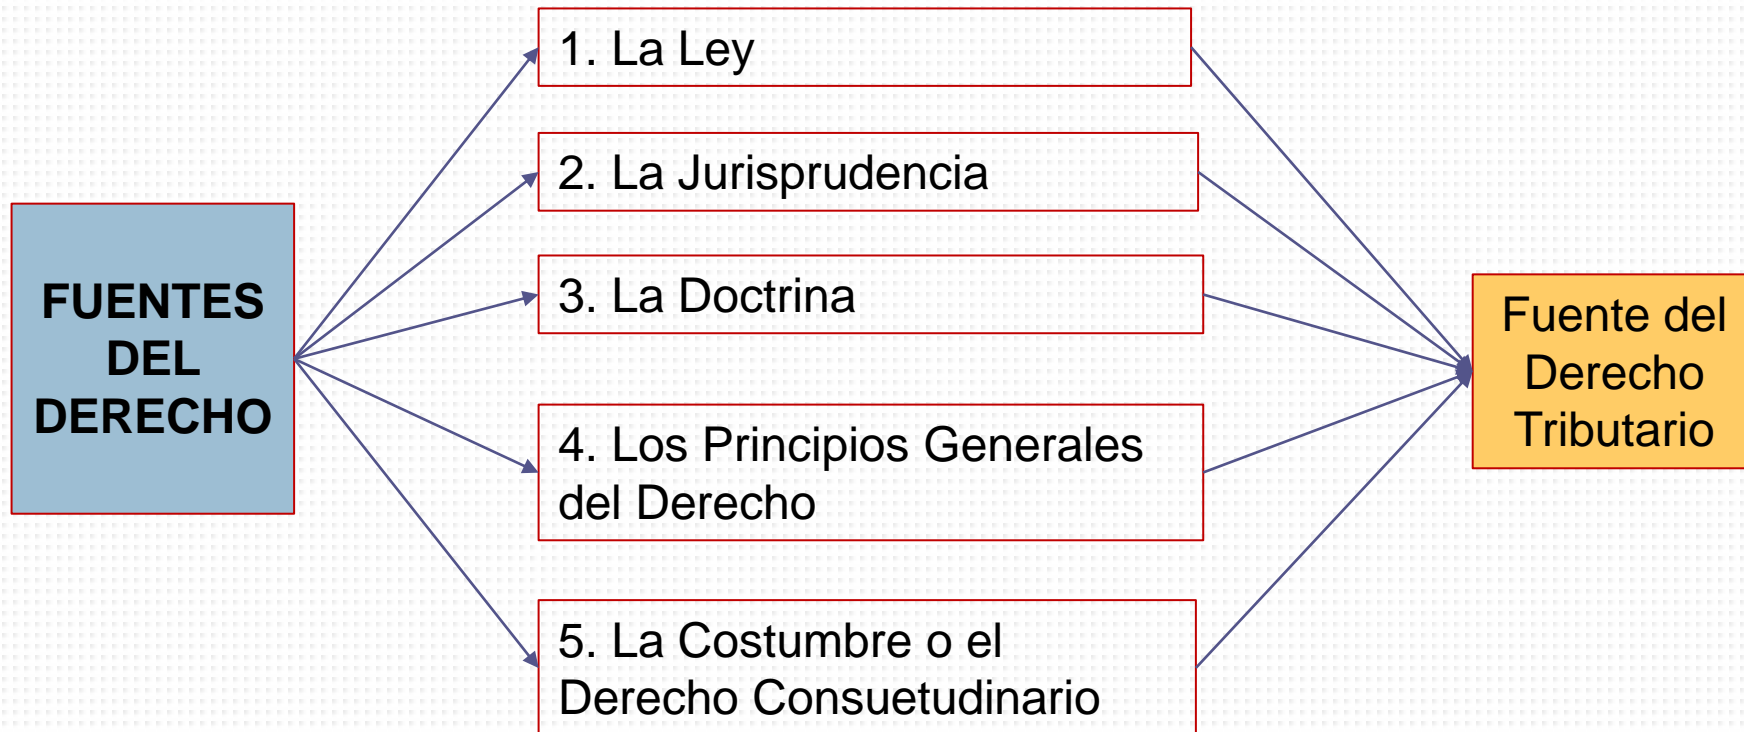 FUENTES
DEL
DERECHO
1. La Ley
2. La Jurisprudencia
3. La Doctrina
4. Los Principios Generales
del Derecho
5. La Costumbre o el
Derecho Consuetudinario
Fuente del
Derecho
Tributario